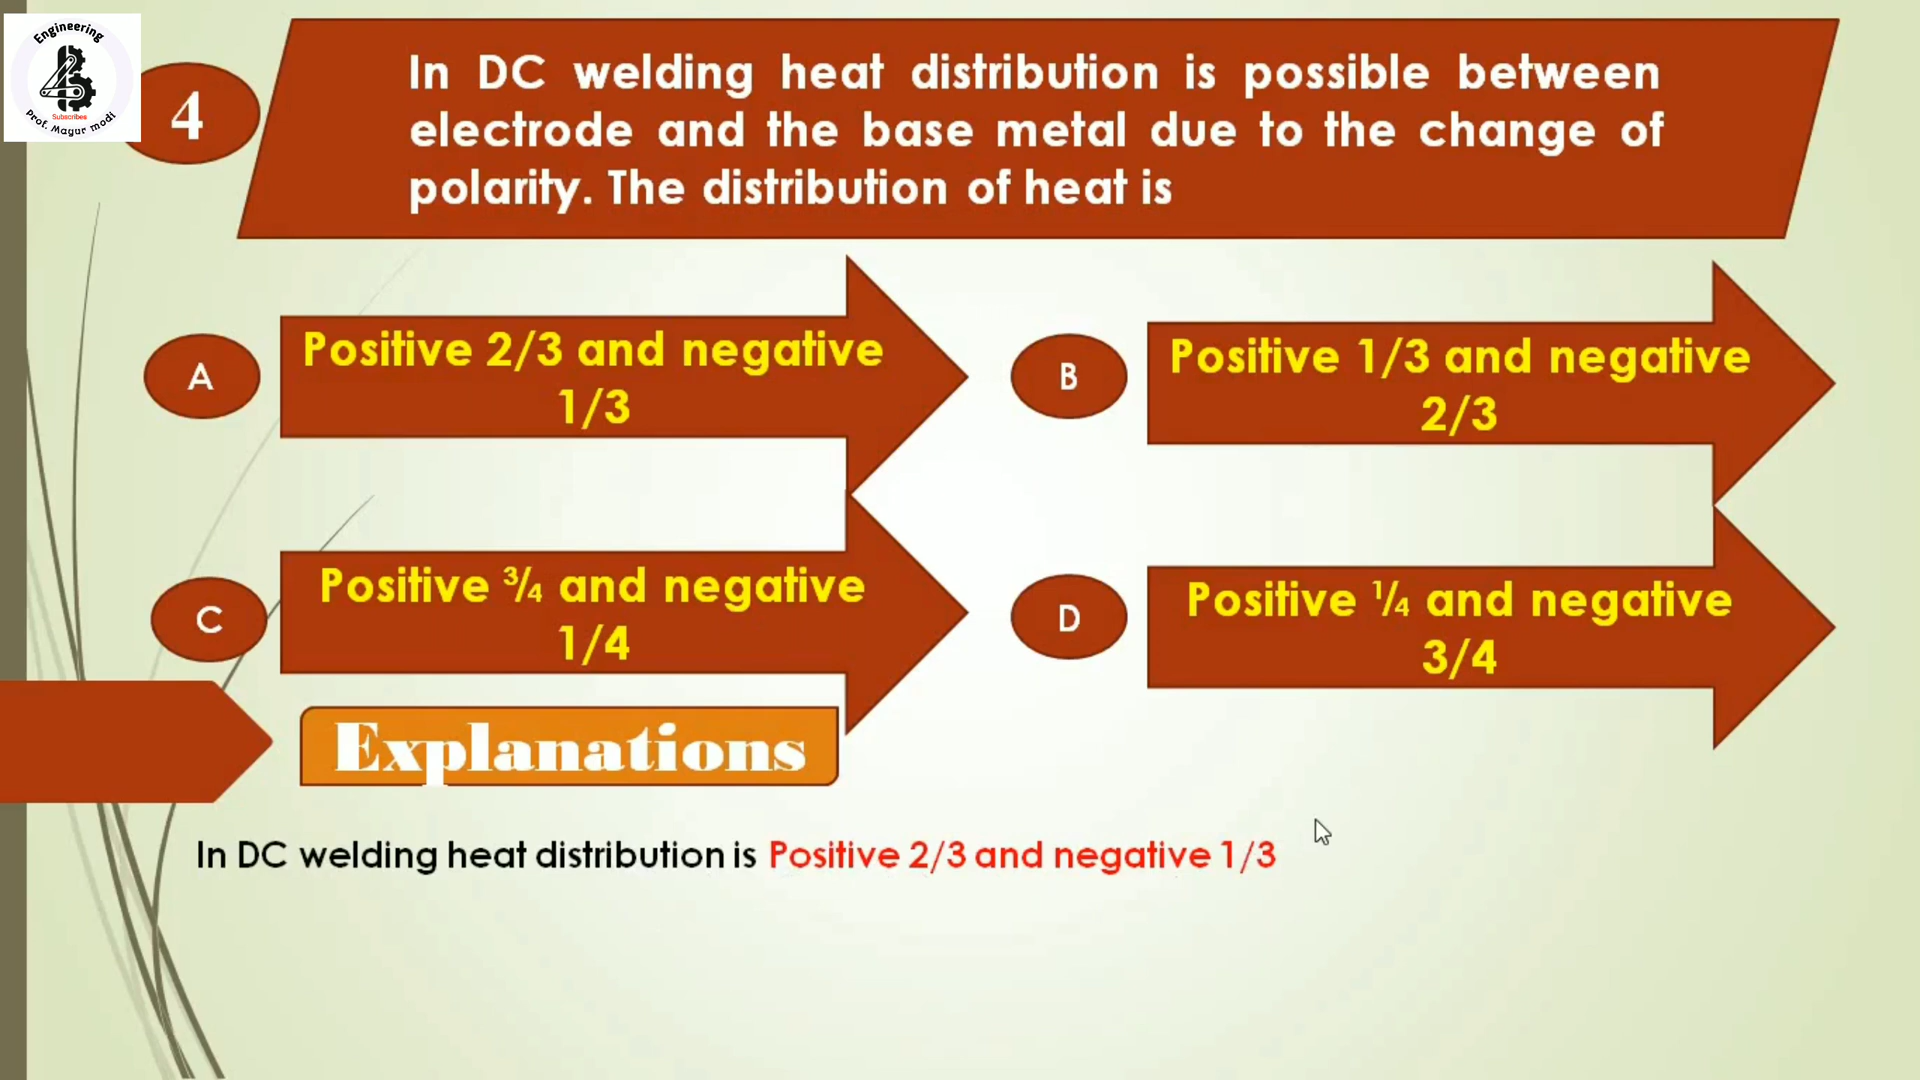 Engineering
Subscribes
Prof. Mayur modi
4
In DC welding heat distribution is possible between
electrode and the base metal due to the change of
polarity. The distribution of heat is
A
Positive 2/3 and negative
1/3
B
Positive 1/3 and negative
2/3
C
Positive ¾ and negative
1/4
D
Positive ¼ and negative
3/4
Explanations
In DC welding heat distribution is Positive 2/3 and negative 1/3